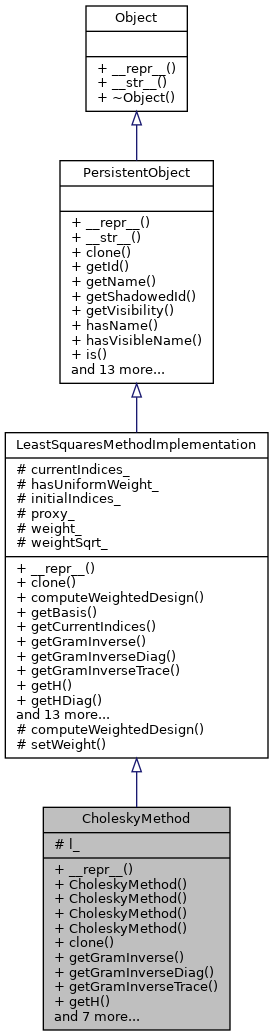 Object
+ __repr__()
+ __str__()
+ ~Object()
PersistentObject
+ __repr__()
+ __str__()
+ clone()
+ getId()
+ getName()
+ getShadowedId()
+ getVisibility()
+ hasName()
+ hasVisibleName()
+ is()
and 13 more...
LeastSquaresMethodImplementation
# currentIndices_
# hasUniformWeight_
# initialIndices_
# proxy_
# weight_
# weightSqrt_
+ __repr__()
+ clone()
+ computeWeightedDesign()
+ getBasis()
+ getCurrentIndices()
+ getGramInverse()
+ getGramInverseDiag()
+ getGramInverseTrace()
+ getH()
+ getHDiag()
and 13 more...
# computeWeightedDesign()
# setWeight()
CholeskyMethod
# l_
+ __repr__()
+ CholeskyMethod()
+ CholeskyMethod()
+ CholeskyMethod()
+ CholeskyMethod()
+ clone()
+ getGramInverse()
+ getGramInverseDiag()
+ getGramInverseTrace()
+ getH()
and 7 more...